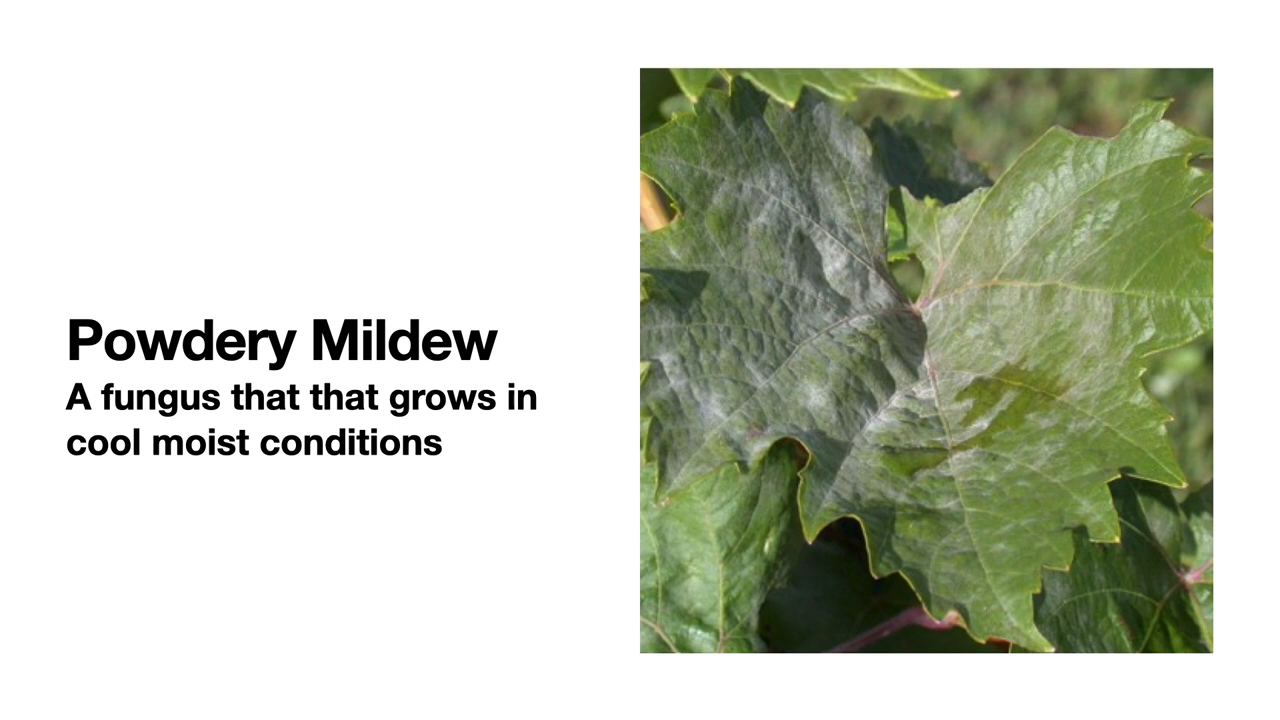 Powdery Mildew
A fungus that that grows in
cool moist conditions